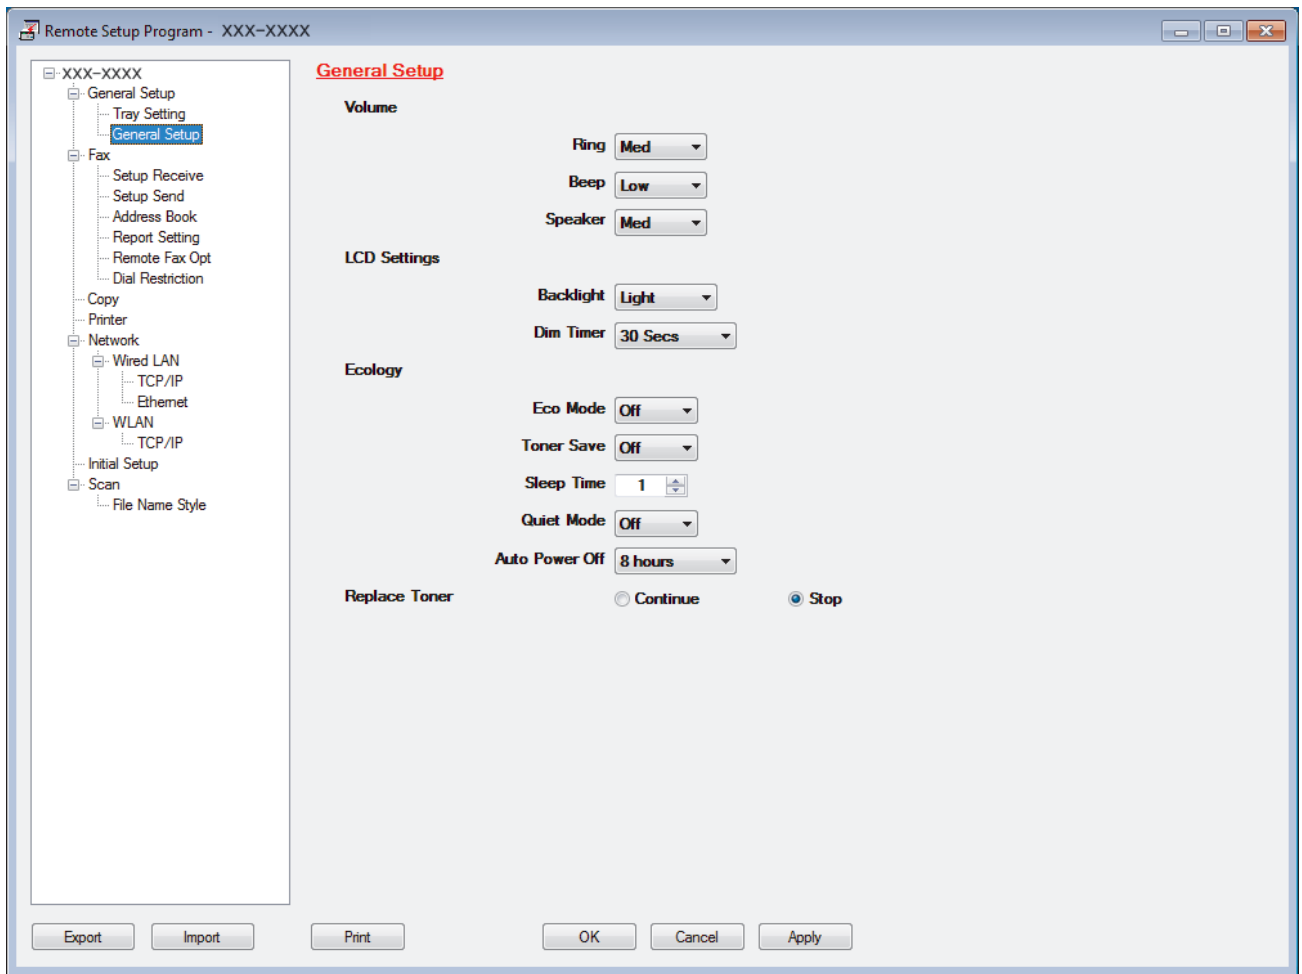 Remote Setup Program - XXX-XXXX
XXX-XXXX
General Setup
Tray Setting
General Setup
Fax
Setup Receive
Setup Send
Address Book
Report Setting
Remote Fax Opt
Dial Restriction
Copy
Printer
Network
Wired LAN
TCP/IP
Ethernet
WLAN
TCP/IP
Initial Setup
Scan
File Name Style
General Setup
Volume
Ring Med
Beep Low
Speaker Med
LCD Settings
Backlight Light
Dim Timer 30 Secs
Ecology
Eco Mode Off
Toner Save Off
Sleep Time 1
Quiet Mode Off
Auto Power Off 8 hours
Replace Toner Continue Stop
Export Import Print OK Cancel Apply